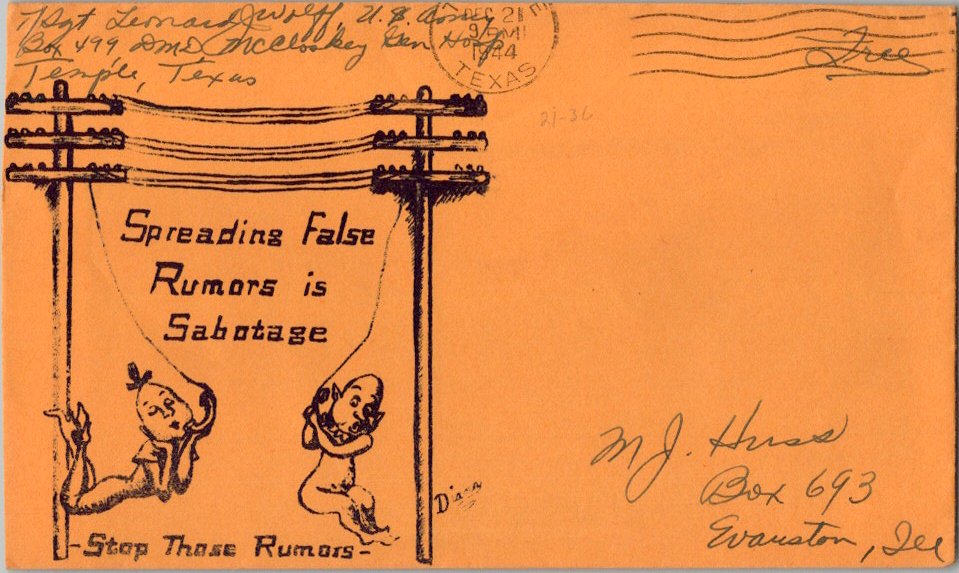 T/Sgt Leonard J Wolff, U.S. Army
Box 499 DMD, McCloskey Gen Hosp
Temple, Texas
DEC 21
1944
TEXAS
Free
21-36
Spreading False
Rumors is
Sabotage
-Stop Those Rumors-
M J. Huss
Box 693
Evanston, Ill